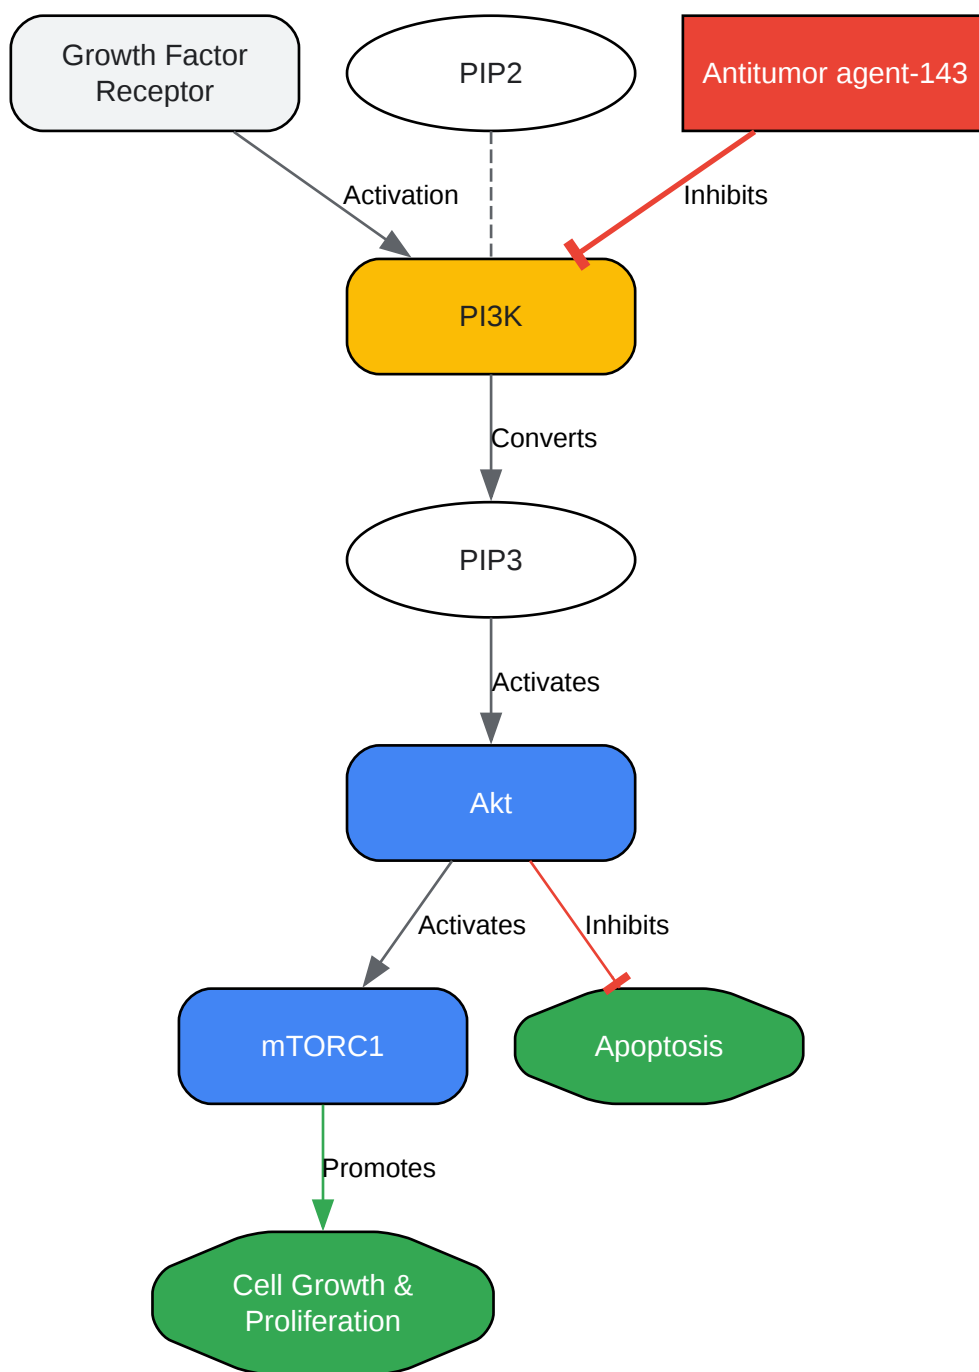 Growth Factor
Receptor
PIP2
Antitumor agent-143
Activation
Inhibits
PI3K
Converts
PIP3
Activates
Akt
Activates
Inhibits
mTORC1
Apoptosis
Promotes
Cell Growth &
Proliferation